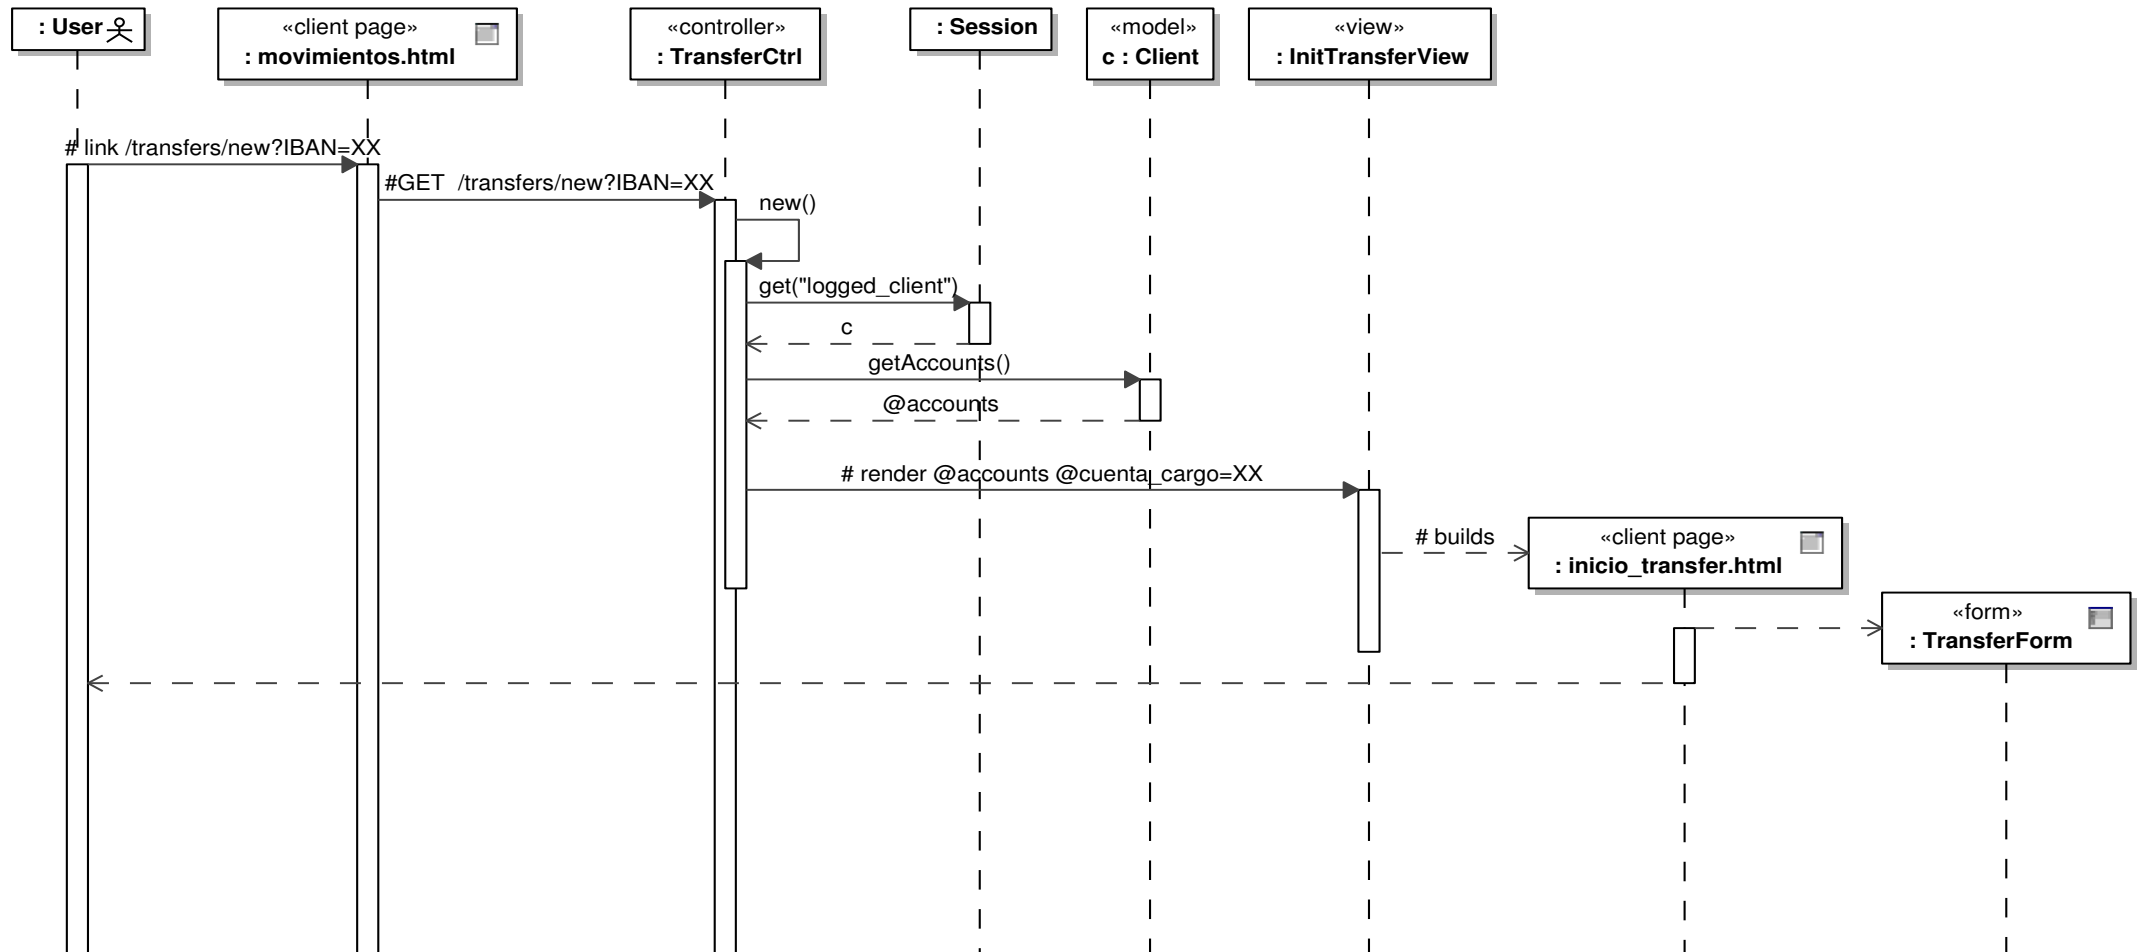 : User
«client page»
: movimientos.html
«controller»
: TransferCtrl
: Session
«model»
c : Client
«view»
: InitTransferView
# link /transfers/new?IBAN=XX
#GET  /transfers/new?IBAN=XX
new()
get("logged_client")
c
getAccounts()
@accounts
# render @accounts @cuenta_cargo=XX
# builds
«client page»
: inicio_transfer.html
«form»
: TransferForm